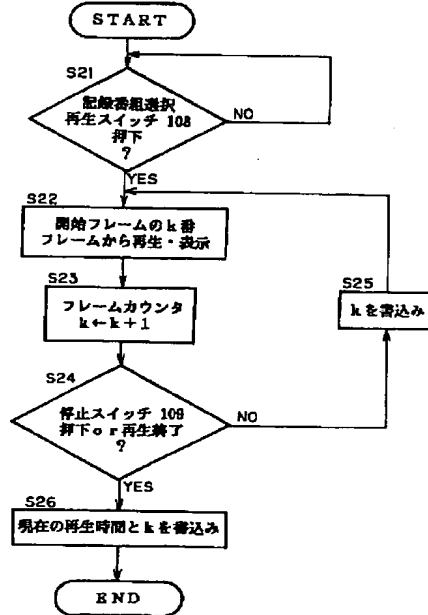 START
S21
記録番組選択
再生スイッチ 108
押下
?
NO
YES
S22
開始フレームのk番
フレームから再生・表示
S23
フレームカウンタ
k←k+1
S24
停止スイッチ 109
押下or再生終了
?
NO
S25
kを書込み
YES
S26
現在の再生時間とkを書込み
END